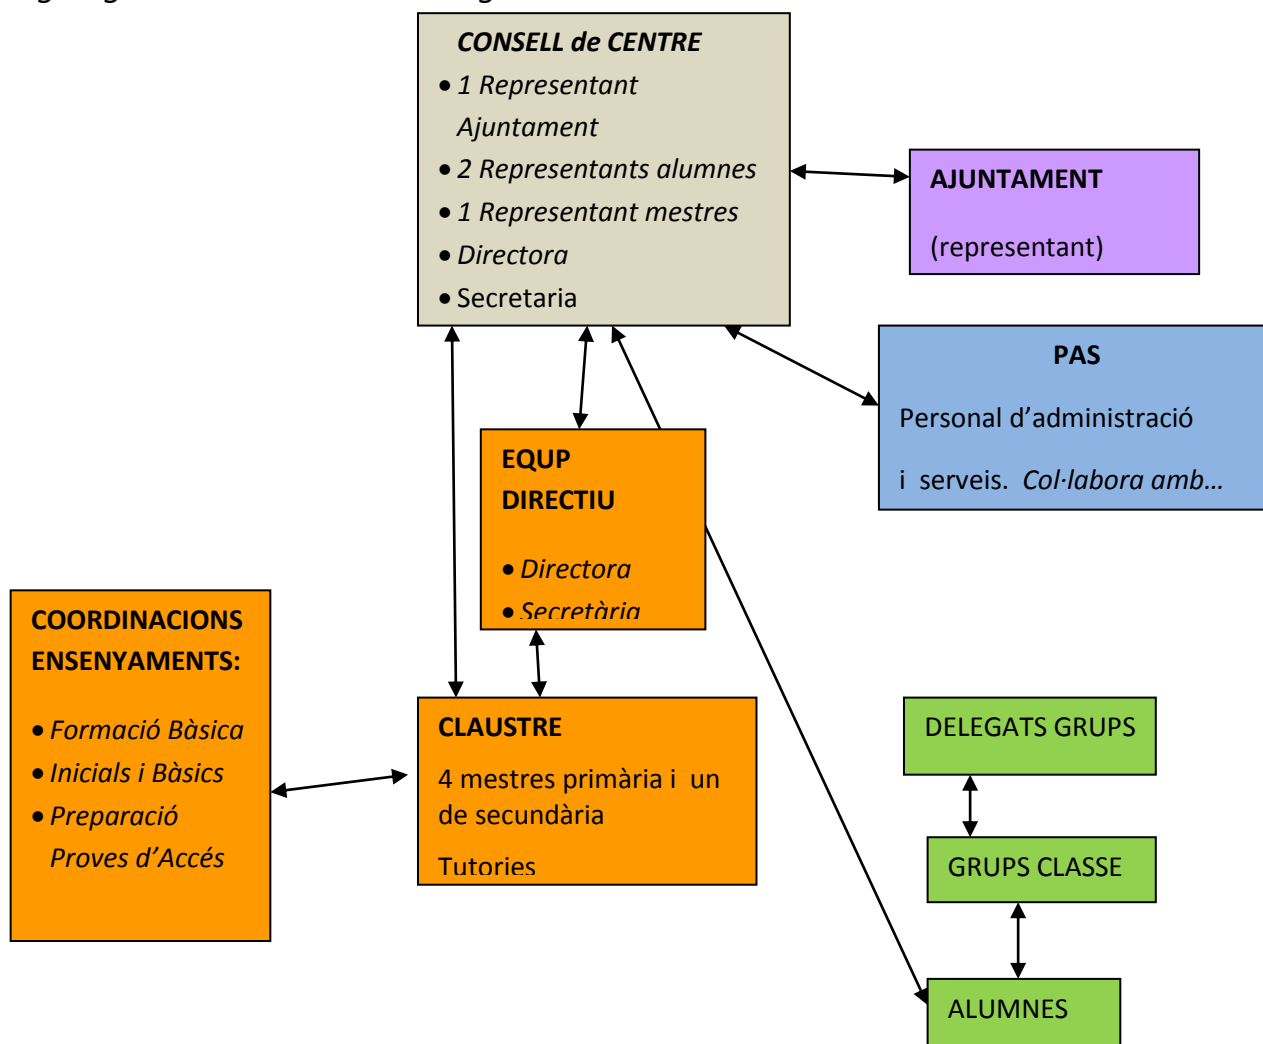 CONSELL de CENTRE
• 1 Representant
Ajuntament
• 2 Representants alumnes
• 1 Representant mestres
• Directora
• Secretaria
AJUNTAMENT
(representant)
PAS
Personal d’administració
i serveis. Col·labora amb...
EQUP
DIRECTIU
• Directora
• Secretària
COORDINACIONS
ENSENYAMENTS:
• Formació Bàsica
• Inicials i Bàsics
• Preparació
Proves d’Accés
CLAUSTRE
4 mestres primària i un
de secundària
Tutories
DELEGATS GRUPS
GRUPS CLASSE
ALUMNES